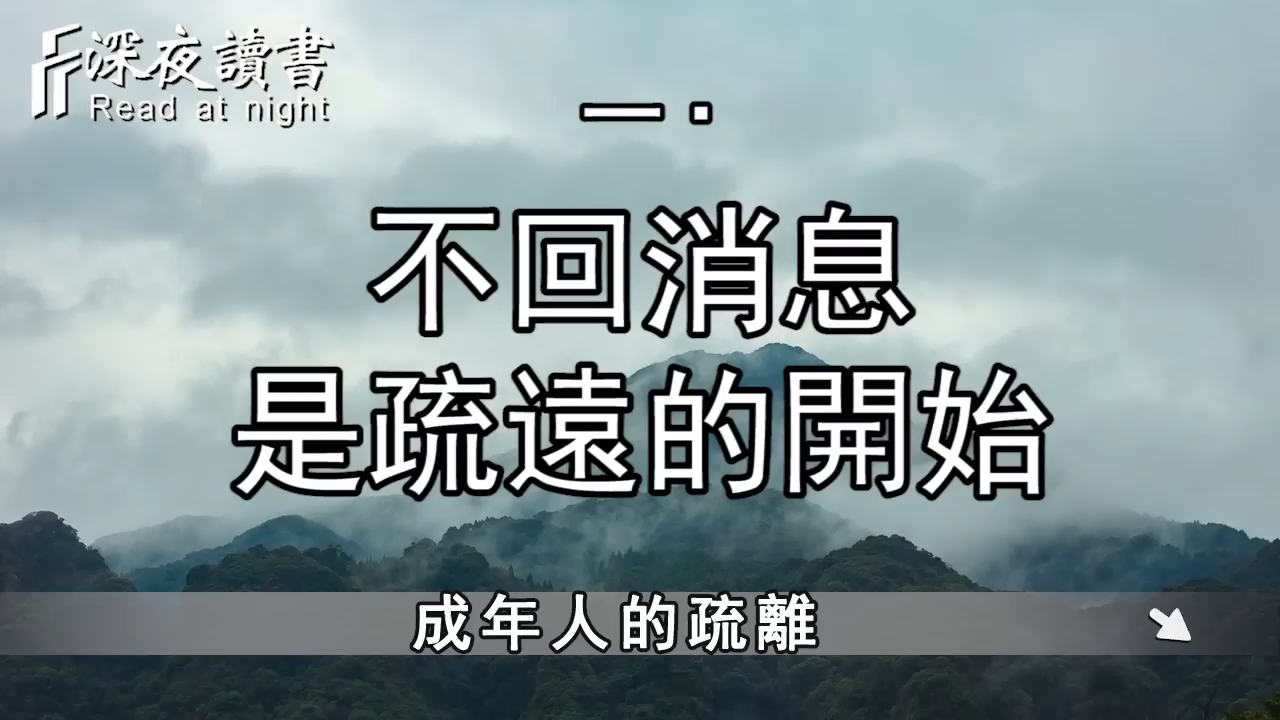 深夜讀書
Read at night
一·
不回消息
是疏遠的開始
成年人的疏離